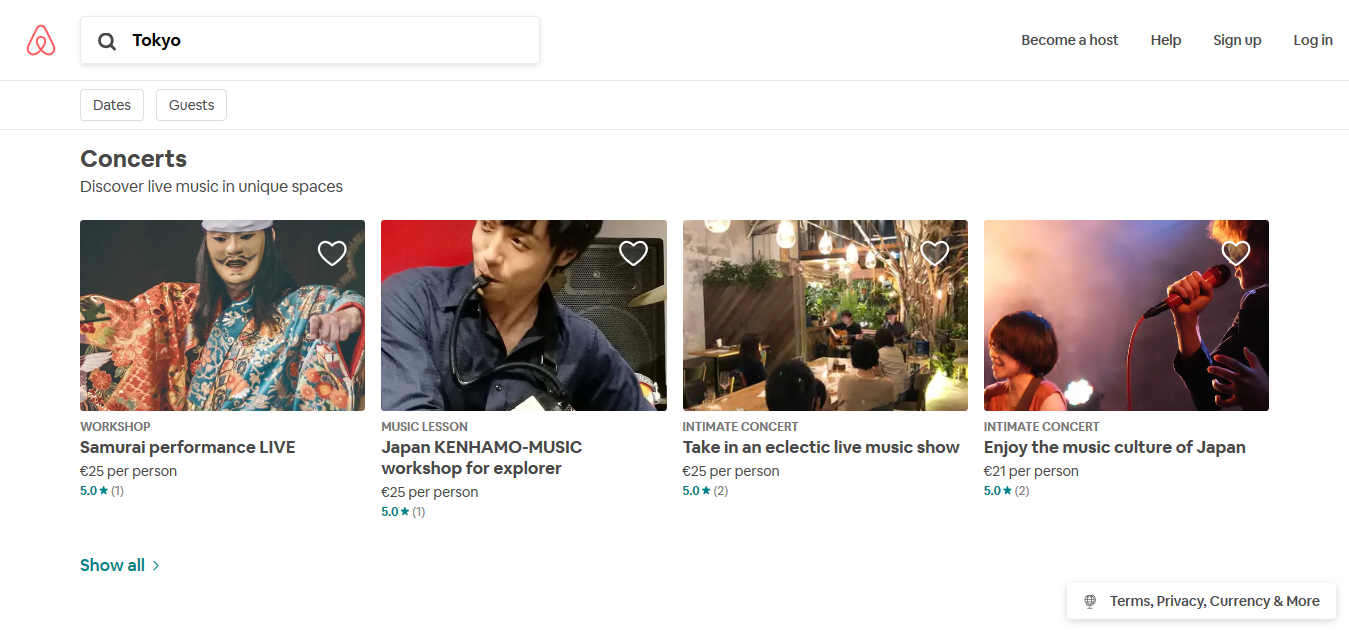 Tokyo
Become a host
Help
Sign up
Log in
Dates
Guests
Concerts
Discover live music in unique spaces
WORKSHOP
Samurai performance LIVE
€25 per person
5.0★ (1)
MUSIC LESSON
Japan KENHAMO-MUSIC
workshop for explorer
€25 per person
5.0★ (1)
INTIMATE CONCERT
Take in an eclectic live music show
€25 per person
5.0★ (2)
INTIMATE CONCERT
Enjoy the music culture of Japan
€21 per person
5.0★ (2)
Show all >
Terms, Privacy, Currency & More